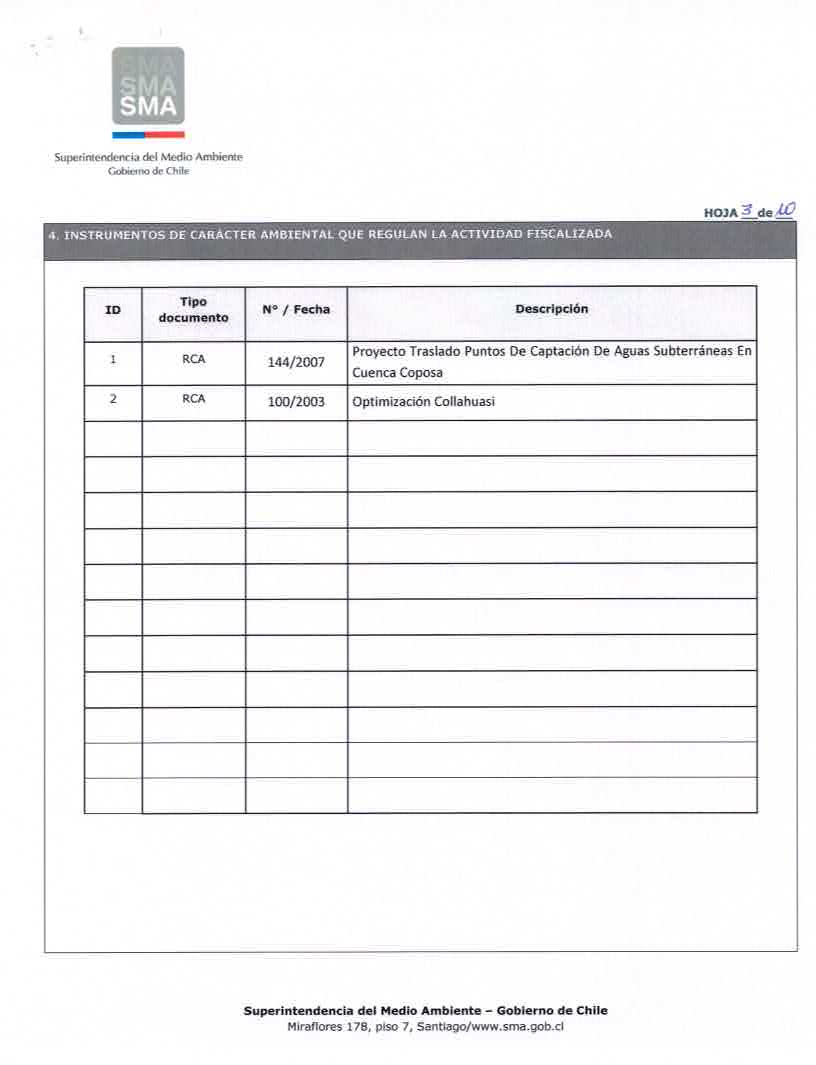 SMA
SMA
SMA
Superintendencia del Medio Ambiente
Gobierno de Chile
HOJA 3 de 10
4. INSTRUMENTOS DE CARÁCTER AMBIENTAL QUE REGULAN LA ACTIVIDAD FISCALIZADA
ID Tipo documento N° / Fecha Descripción
1 RCA 144/2007 Proyecto Traslado Puntos De Captación De Aguas Subterráneas En
Cuenca Coposa
2 RCA 100/2003 Optimización Collahuasi
Superintendencia del Medio Ambiente – Gobierno de Chile
Miraflores 178, piso 7, Santiago/www.sma.gob.cl